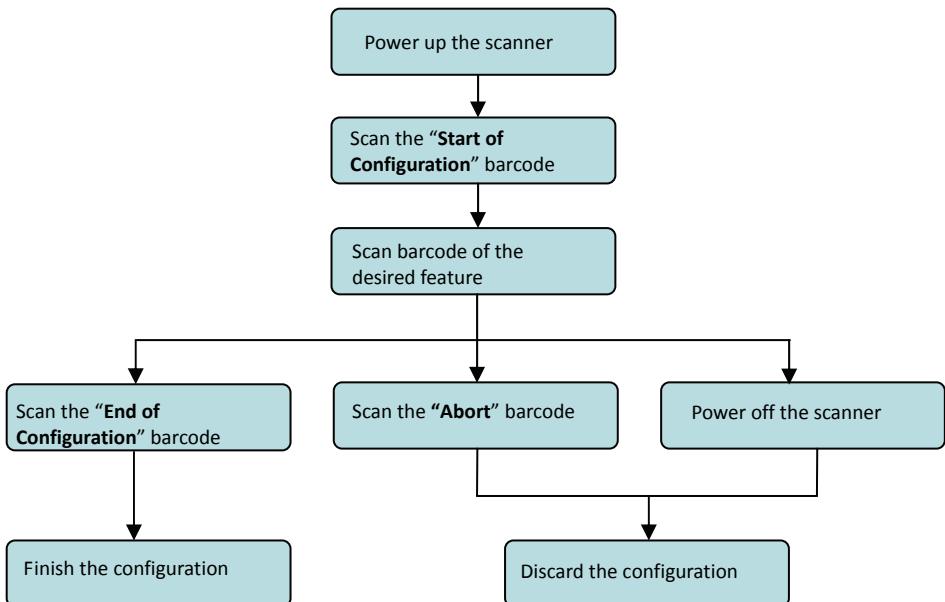 Power up the scanner
Scan the “Start of
Configuration” barcode
Scan barcode of the
desired feature
Scan the “End of
Configuration” barcode
Scan the “Abort” barcode
Power off the scanner
Finish the configuration
Discard the configuration